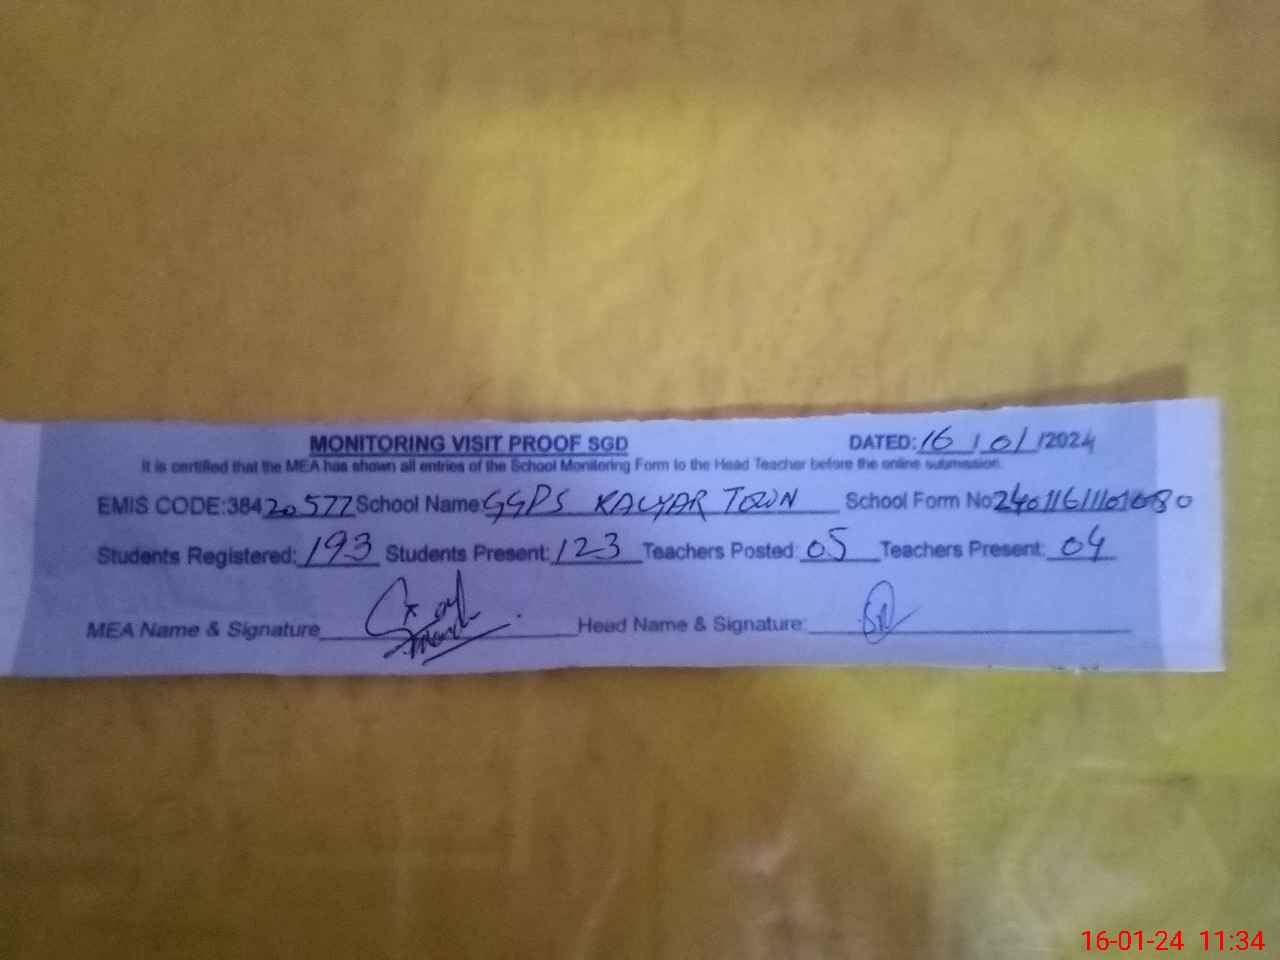 MONITORING VISIT PROOF SGD DATED: 16/01/2024
It is certified that the MEA has shown all entries of the School Monitoring Form to the Head Teacher before the online submission.
EMIS CODE:38420577 School Name GGPS KALYAR TOWN School Form No
Students Registered: 193 Students Present: 123 Teachers Posted: 05 Teachers Present: 04
MEA Name & Signature Head Name & Signature:
16-01-24 11:34